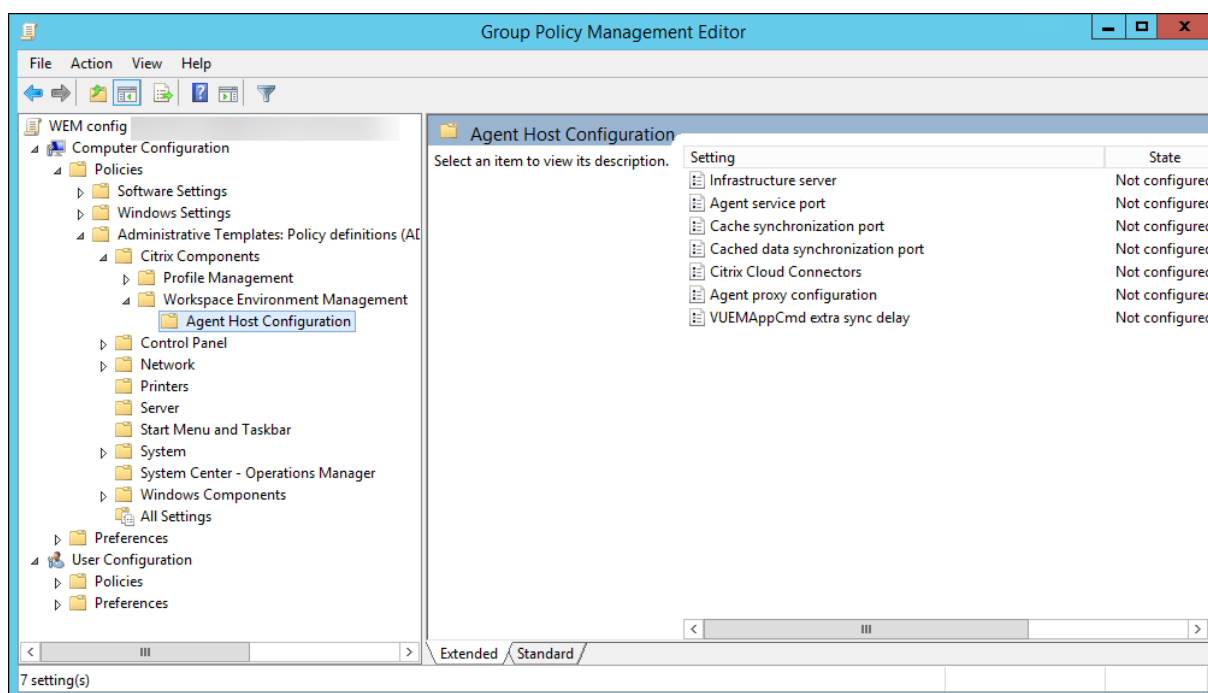 Group Policy Management Editor
File Action View Help
WEM config
Computer Configuration
Policies
Software Settings
Windows Settings
Administrative Templates: Policy definitions (AD
Citrix Components
Profile Management
Workspace Environment Management
Agent Host Configuration
Control Panel
Network
Printers
Server
Start Menu and Taskbar
System
System Center - Operations Manager
Windows Components
All Settings
Preferences
User Configuration
Policies
Preferences
Agent Host Configuration
Select an item to view its description.
Setting State
Infrastructure server Not configured
Agent service port Not configured
Cache synchronization port Not configured
Cached data synchronization port Not configured
Citrix Cloud Connectors Not configured
Agent proxy configuration Not configured
VUEMAppCmd extra sync delay Not configured
Extended Standard
7 setting(s)